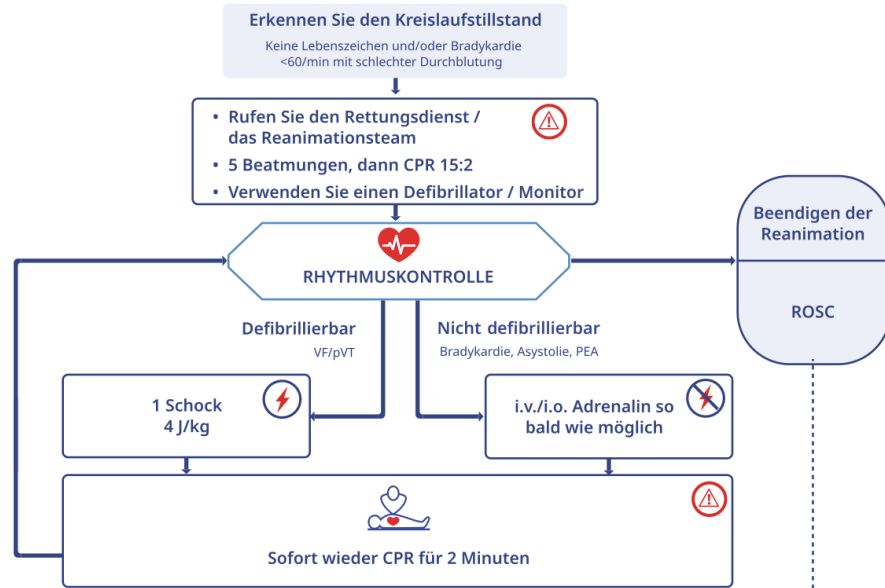 Erkennen Sie den Kreislaufstillstand
Keine Lebenszeichen und/oder Bradykardie
<60/min mit schlechter Durchblutung
• Rufen Sie den Rettungsdienst /
das Reanimationsteam
• 5 Beatmungen, dann CPR 15:2
• Verwenden Sie einen Defibrillator / Monitor
RHYTHMUSKONTROLLE
Beendigen der
Reanimation
ROSC
Defibrillierbar
VF/pVT
Nicht defibrillierbar
Bradykardie, Asystolie, PEA
1 Schock
4 J/kg
i.v./i.o. Adrenalin so
bald wie möglich
Sofort wieder CPR für 2 Minuten